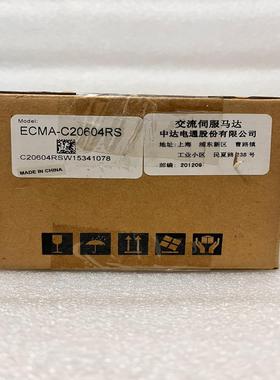 Model:
ECMA-C20604RS
C20604RSW15341078
MADE IN CHINA
交流伺服马达
中达电通股份有限公司
地址:上海 浦东新区 曹路镇
工业小区 民夏路238号
邮编: 201209